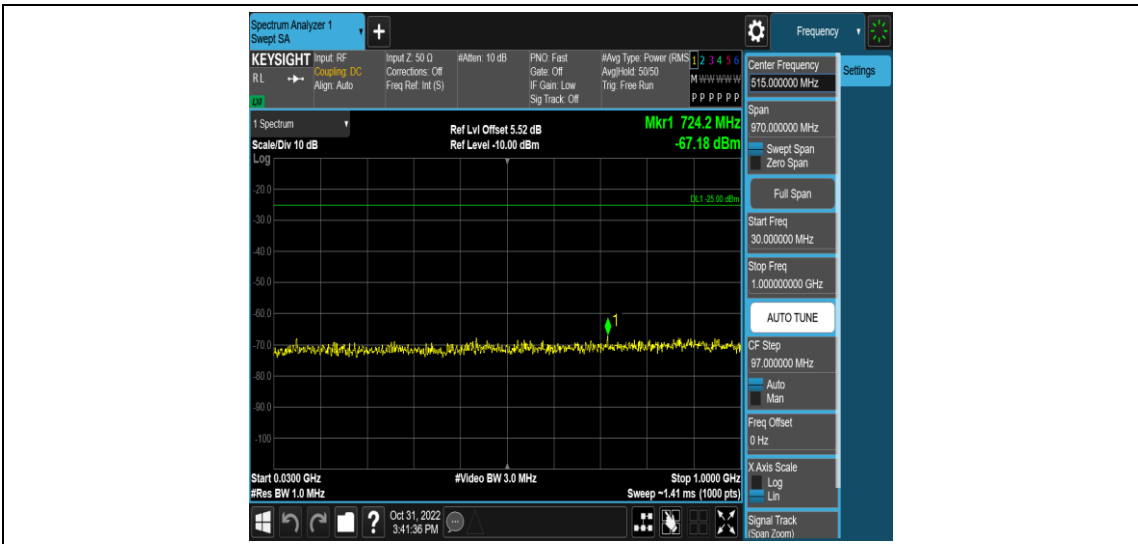 Spectrum Analyzer 1
Swept SA
+
Frequency
KEYSIGHT
RL
LXI
Input: RF
Coupling: DC
Align: Auto
Input Z: 50 Ω
Corrections: Off
Freq Ref: Int (S)
#Atten: 10 dB
PNO: Fast
Gate: Off
IF Gain: Low
Sig Track: Off
#Avg Type: Power (RMS
Avg|Hold: 50/50
Trig: Free Run
1 2 3 4 5 6
M W W W W W
P P P P P P
1 Spectrum
Scale/Div 10 dB
Log
Ref Lvl Offset 5.52 dB
Ref Level -10.00 dBm
Mkr1 724.2 MHz
-67.18 dBm
-20.0
DL1 -25.00 dBm
-30.0
-40.0
-50.0
-60.0
1
-70.0
-80.0
-90.0
-100
Start 0.0300 GHz
#Res BW 1.0 MHz
#Video BW 3.0 MHz
Stop 1.0000 GHz
Sweep ~1.41 ms (1000 pts)
?
Oct 31, 2022
3:41:36 PM
Center Frequency
515.000000 MHz
Settings
Span
970.000000 MHz
Swept Span
Zero Span
Full Span
Start Freq
30.000000 MHz
Stop Freq
1.000000000 GHz
AUTO TUNE
CF Step
97.000000 MHz
Auto
Man
Freq Offset
0 Hz
X Axis Scale
Log
Lin
Signal Track
(Span Zoom)